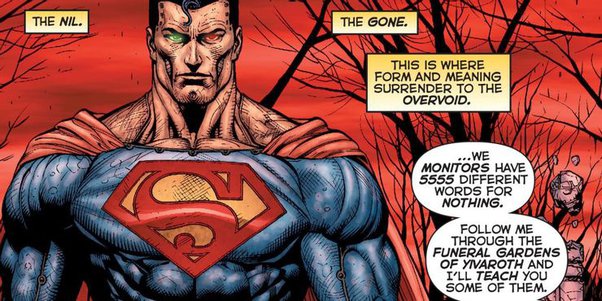 THE NIL.
THE GONE.
THIS IS WHERE
FORM AND MEANING
SURRENDER TO THE
OVERVOID.
...WE
MONITORS HAVE
5555 DIFFERENT
WORDS FOR
NOTHING.
FOLLOW ME
THROUGH THE
FUNERAL GARDENS
OF YNVAROTH AND
I'LL TEACH YOU
SOME OF THEM.
S